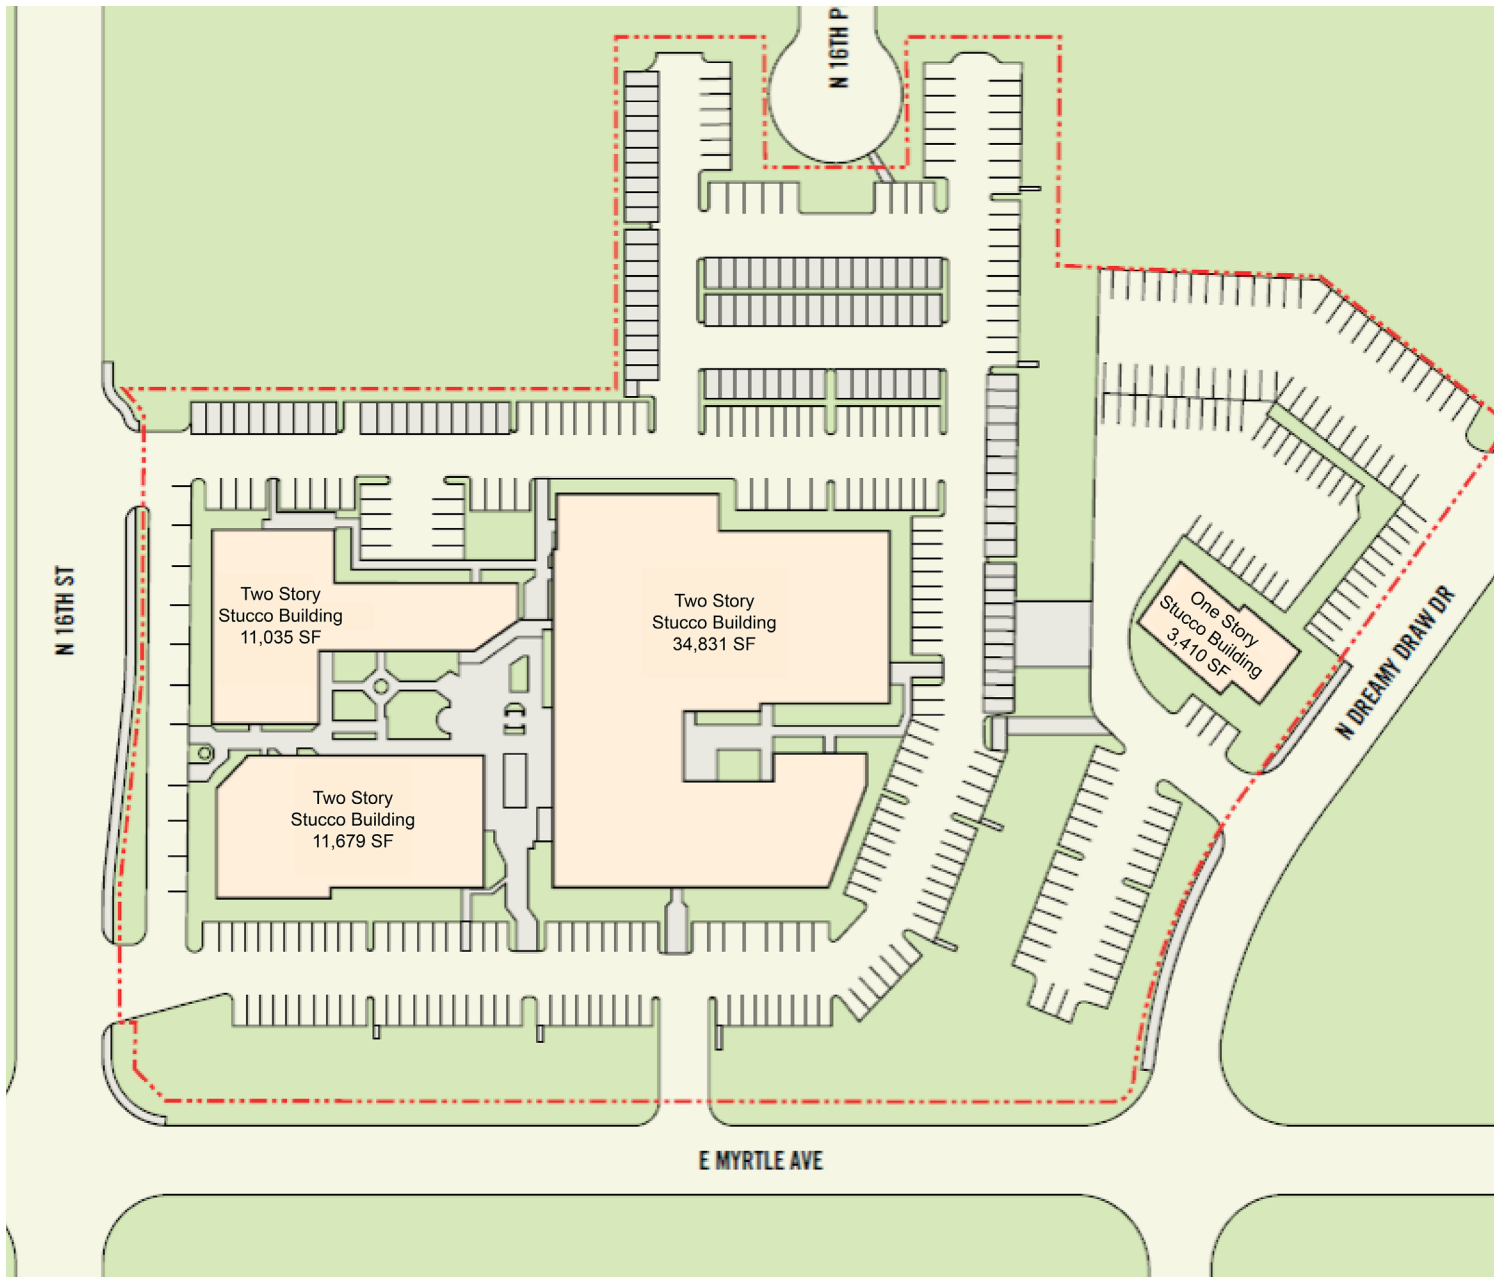 N 16TH P
N 16TH ST
Two Story
Stucco Building
11,035 SF
Two Story
Stucco Building
34,831 SF
One Story
Stucco Building
3,410 SF
N DREAMY DRAW DR
Two Story
Stucco Building
11,679 SF
E MYRTLE AVE